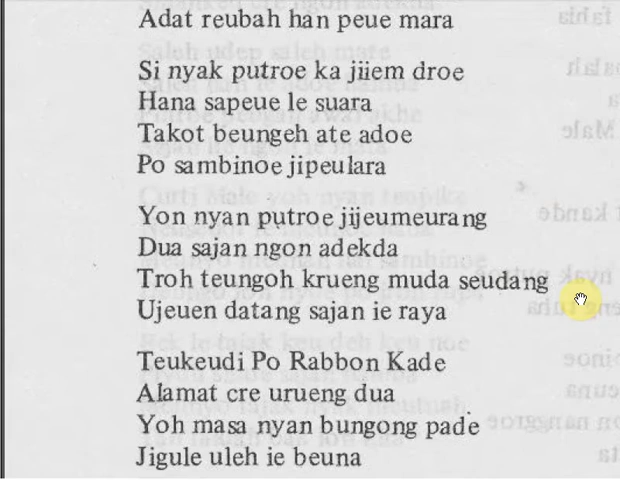 Adat reubah han peue mara
Si nyak putroe ka jiiem droe
Hana sapeue le suara
Takot beungeh ate adoe
Po sambinoe jipeulara
Yon nyan putroe jijeumeurang
Dua sajan ngon adekda
Troh teungoh krueng muda seudang
Ujeuen datang sajan ie raya
Teukeudi Po Rabbon Kade
Alamat cre urueng dua
Yoh masa nyan bungong pade
Jigule uleh ie beuna